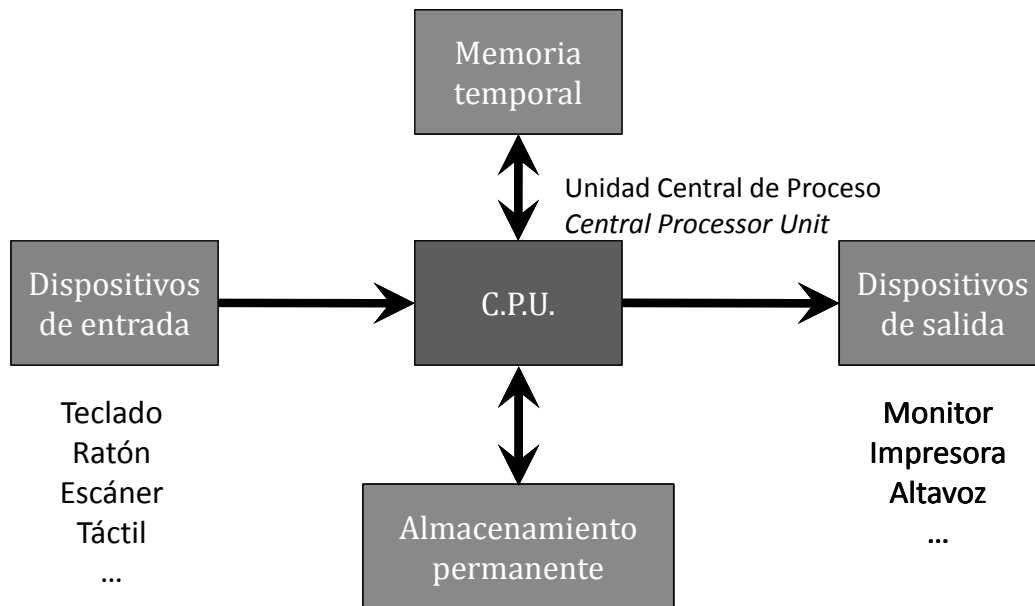 Memoria
temporal
Unidad Central de Proceso
Central Processor Unit
Dispositivos
de entrada
C.P.U.
Dispositivos
de salida
Teclado
Ratón
Escáner
Táctil
...
Monitor
Impresora
Altavoz
...
Almacenamiento
permanente